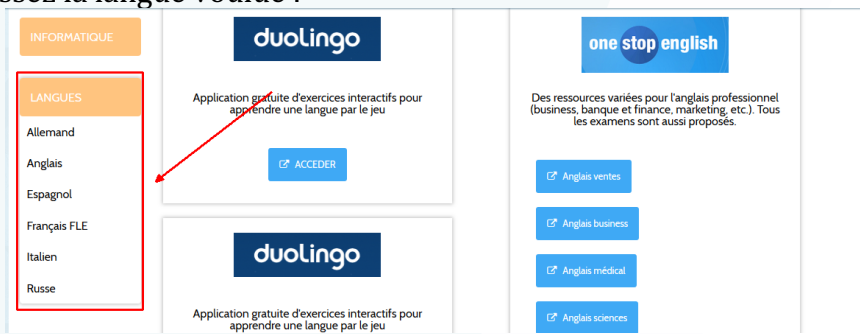 ssez la langue voulue :
INFORMATIQUE
LANGUES
Allemand
Anglais
Espagnol
Français FLE
Italien
Russe
duolingo
Application gratuite d'exercices interactifs pour
apprendre une langue par le jeu
ACCEDER
duolingo
Application gratuite d'exercices interactifs pour
apprendre une langue par le jeu
one stop english
Des ressources variées pour l'anglais professionnel
(business, banque et finance, marketing, etc.). Tous
les examens sont aussi proposés.
Anglais ventes
Anglais business
Anglais médical
Anglais sciences